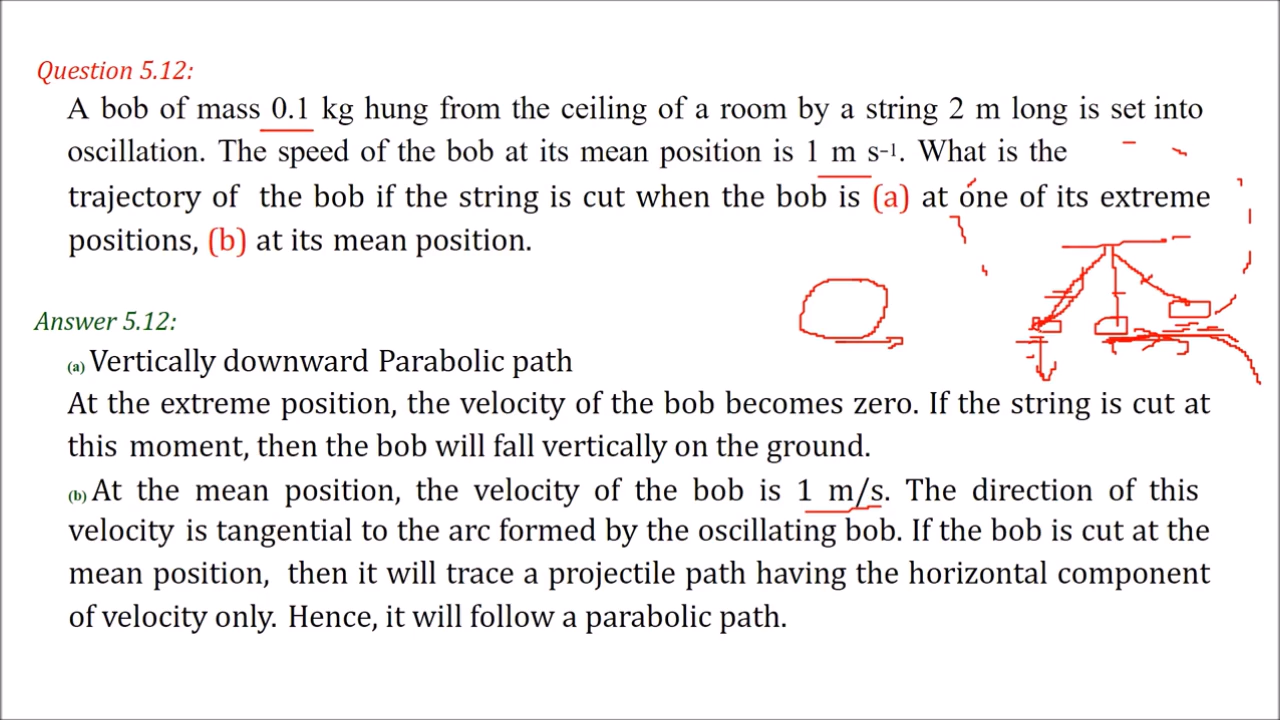 Question 5.12:
A bob of mass 0.1 kg hung from the ceiling of a room by a string 2 m long is set into
oscillation. The speed of the bob at its mean position is 1 m s–1. What is the
trajectory of the bob if the string is cut when the bob is (a) at one of its extreme
positions, (b) at its mean position.
Answer 5.12:
(a) Vertically downward Parabolic path
At the extreme position, the velocity of the bob becomes zero. If the string is cut at
this moment, then the bob will fall vertically on the ground.
(b) At the mean position, the velocity of the bob is 1 m/s. The direction of this
velocity is tangential to the arc formed by the oscillating bob. If the bob is cut at the
mean position, then it will trace a projectile path having the horizontal component
of velocity only. Hence, it will follow a parabolic path.